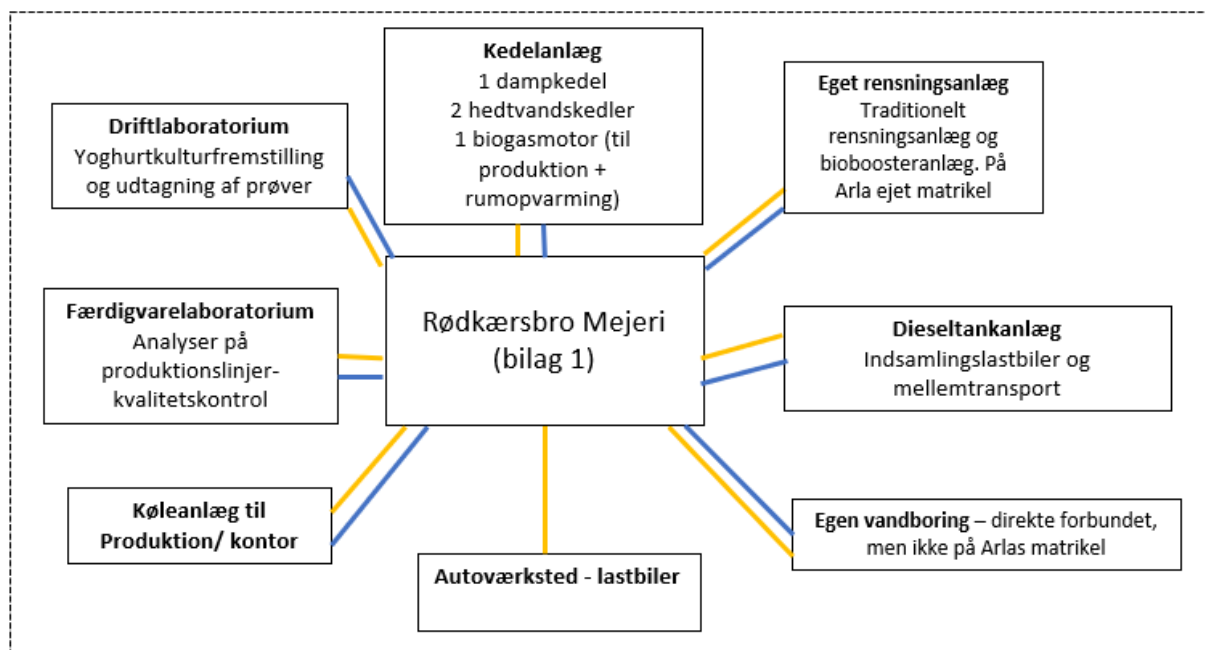 Kedelanlæg
1 dampkedel
2 hedtvandskedler
1 biogasmotor (til
produktion +
rumopvarming)
Eget rensningsanlæg
Traditionelt
rensningsanlæg og
bioboosteranlæg. På
Arla ejet matrikel
Driftlaboratorium
Yoghurtkulturfremstilling
og udtagning af prøver
Færdigvarelaboratorium
Analyser på
produktionslinjer-
kvalitetskontrol
Rødkærsbro Mejeri
(bilag 1)
Dieseltankanlæg
Indsamlingslastbiler og
mellemtransport
Køleanlæg til
Produktion/ kontor
Autoværksted - lastbiler
Egen vandboring – direkte forbundet,
men ikke på Arlas matrikel